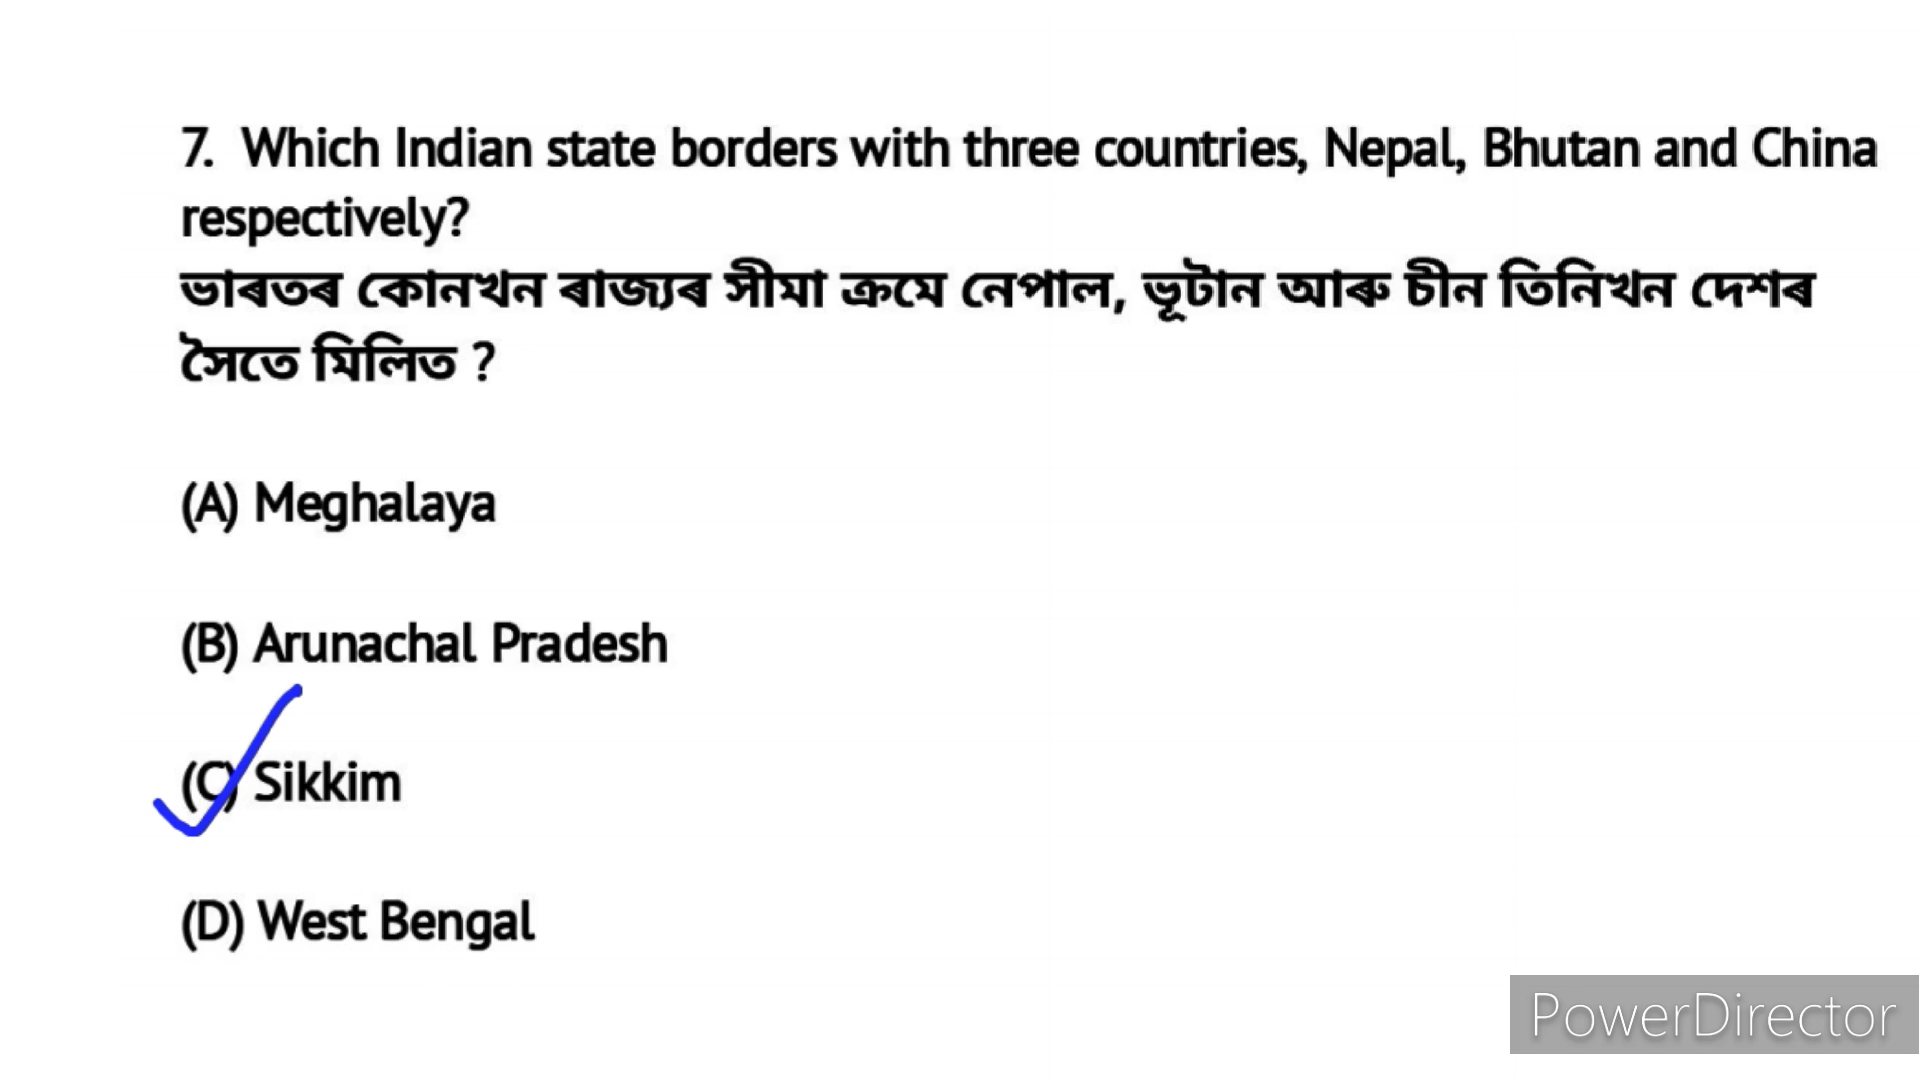 7. Which Indian state borders with three countries, Nepal, Bhutan and China
respectively?
ভাৰতৰ কোনখন ৰাজ্যৰ সীমা ক্ৰমে নেপাল, ভূটান আৰু চীন তিনিখন দেশৰ
সৈতে মিলিত ?
(A) Meghalaya
(B) Arunachal Pradesh
(C) Sikkim
(D) West Bengal
PowerDirector